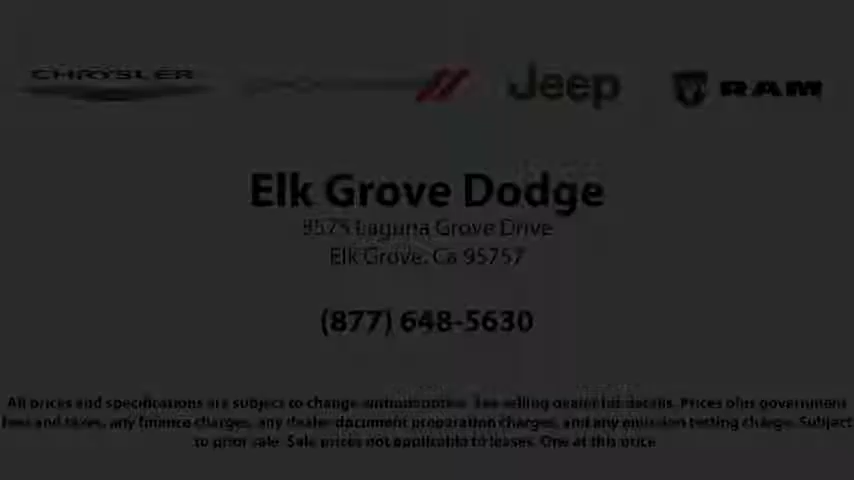 CHRYSLER DODGE Jeep RAM
Elk Grove Dodge
8575 Laguna Grove Drive
Elk Grove, Ca 95757
(877) 648-5630
All prices and specifications are subject to change without notice. See selling dealer for details. Prices plus government
fees and taxes, any finance charges, any dealer document preparation charges, and any emission testing charge. Subject
to prior sale. Sale prices not applicable to leases. One at this price